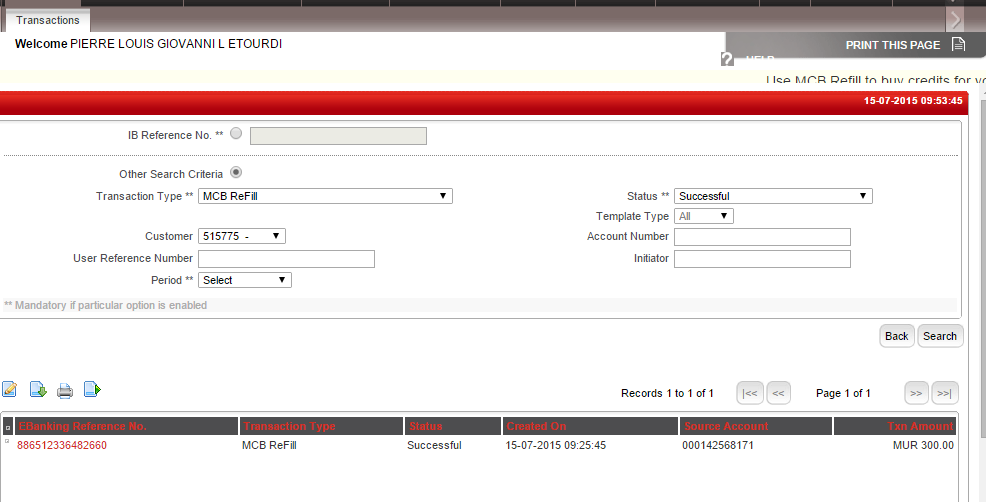 Transactions
Welcome PIERRE LOUIS GIOVANNI L ETOURDI
PRINT THIS PAGE
? HELP
Use MCB Refill to buy credits for yo
15-07-2015 09:53:45
IB Reference No. **
Other Search Criteria
Transaction Type ** MCB ReFill Status ** Successful
Template Type All
Customer 515775 - Account Number
User Reference Number Initiator
Period ** Select
** Mandatory if particular option is enabled
Back Search
Records 1 to 1 of 1 |<< << Page 1 of 1 >> >>|
EBanking Reference No. Transaction Type Status Created On Source Account Txn Amount
886512336482660 MCB ReFill Successful 15-07-2015 09:25:45 000142568171 MUR 300.00